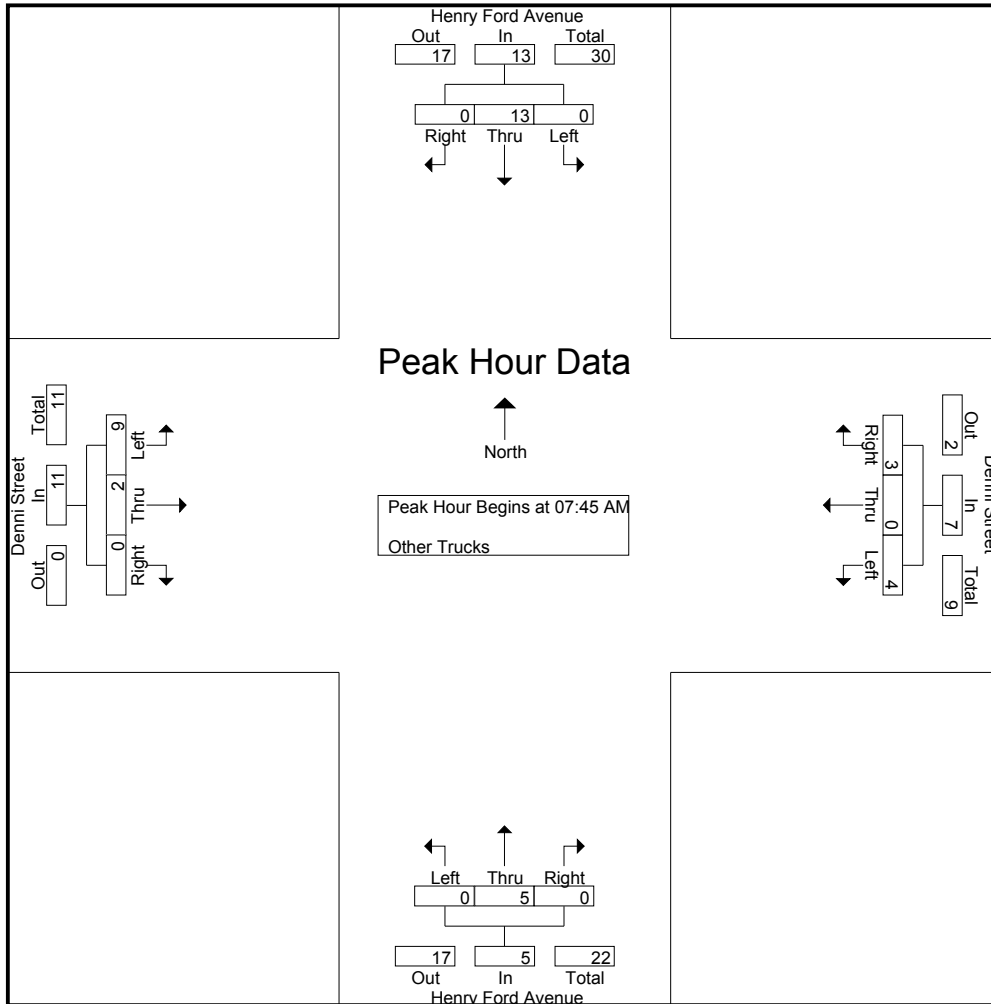 Henry Ford Avenue
Out In Total
17 13 30
0 13 0
Right Thru Left
Peak Hour Data
North
Peak Hour Begins at 07:45 AM
Other Trucks
Denni Street
Total In Out
11 11 0
9 2 0
Left Thru Right
Right Thru Left
3 0 4
Out In Total
2 7 9
Denni Street
Left Thru Right
0 5 0
17 5 22
Out In Total
Henry Ford Avenue